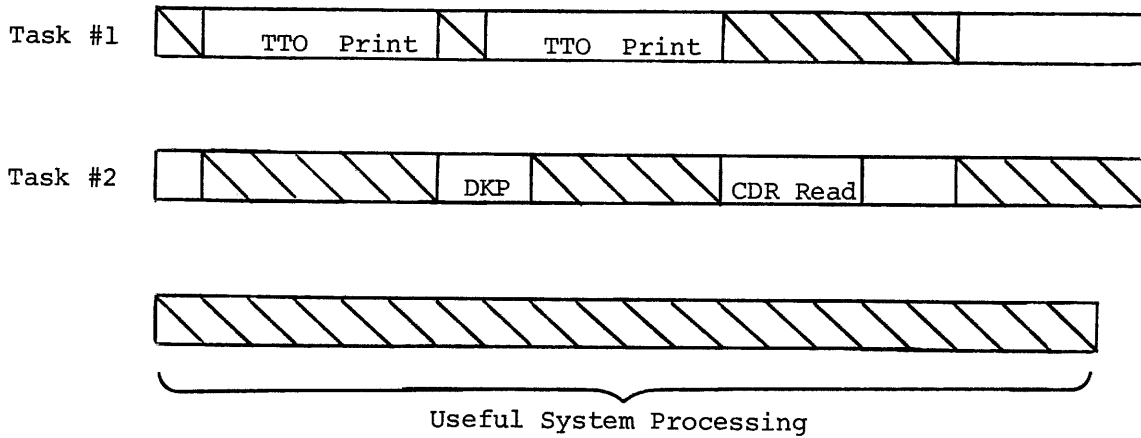 Task #1
TTO Print
TTO Print
Task #2
DKP
CDR Read
Useful System Processing